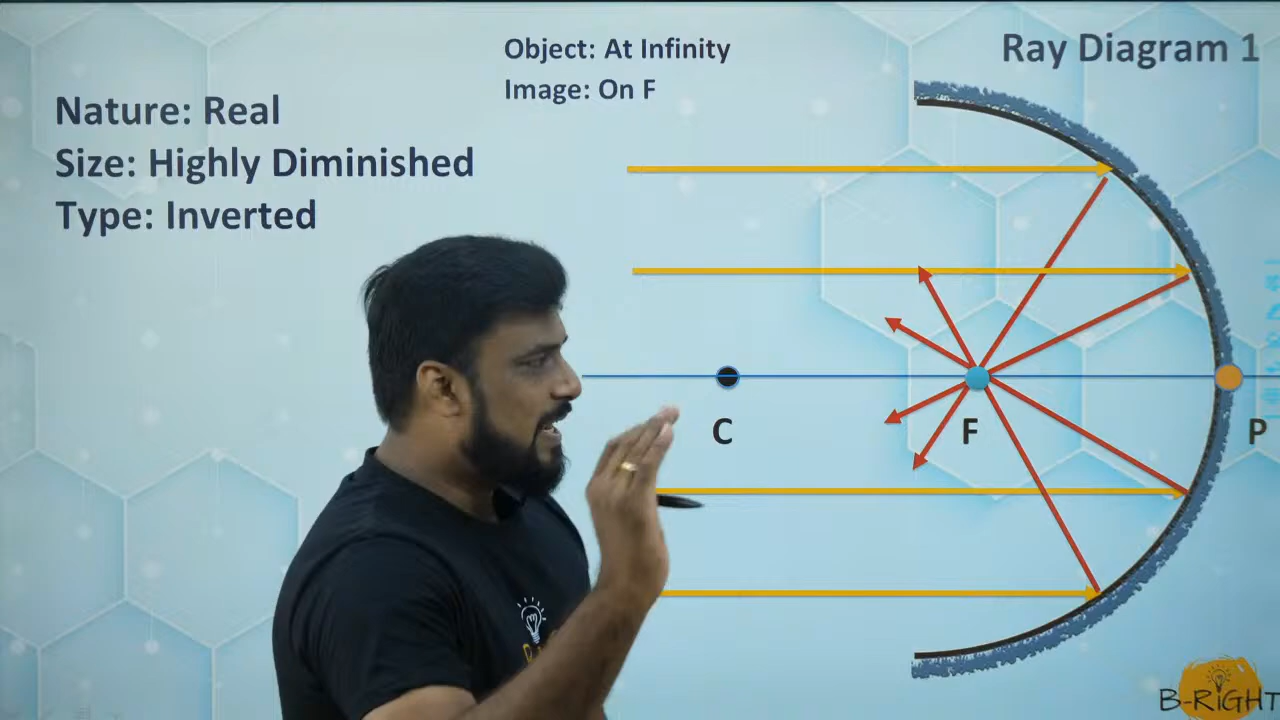 Object: At Infinity
Image: On F
Ray Diagram 1
Nature: Real
Size: Highly Diminished
Type: Inverted
C
F
P
B-RiGHT